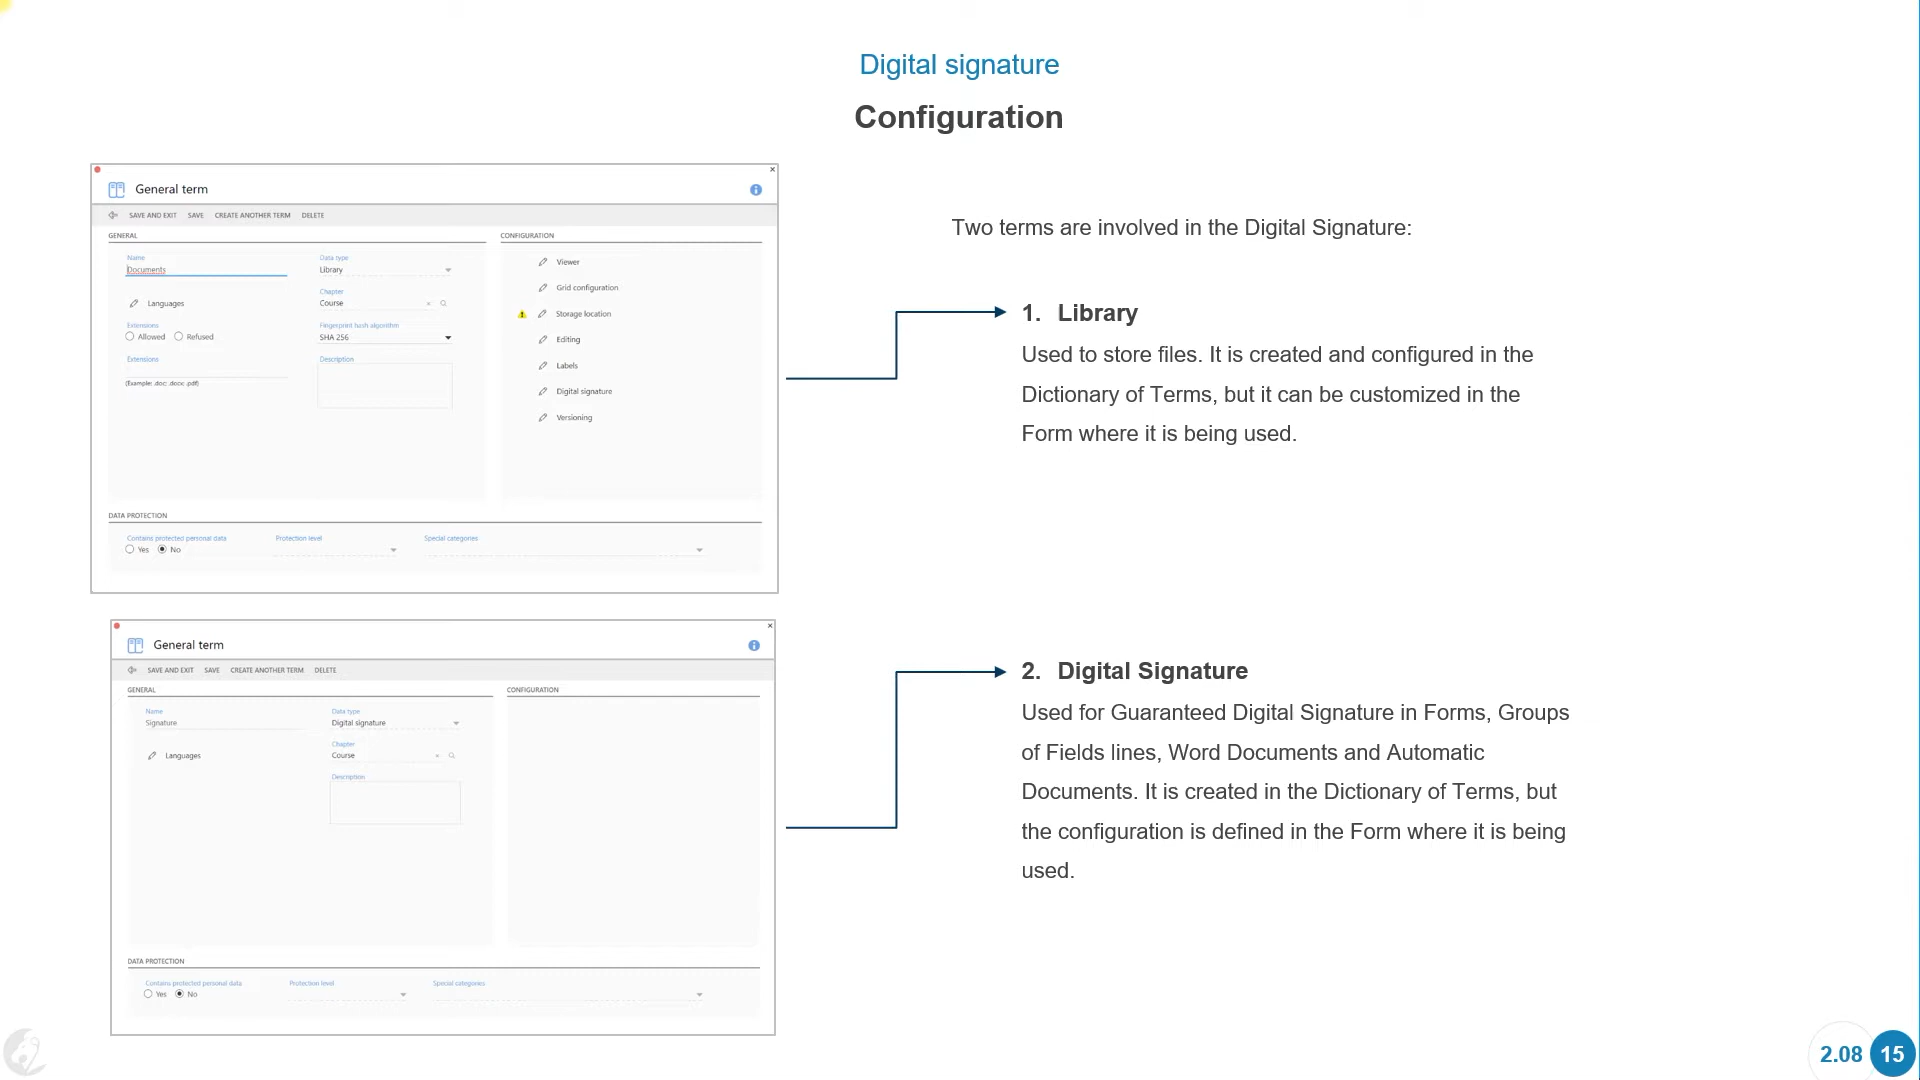 Digital signature
Configuration
General term
SAVE AND EXIT SAVE CREATE ANOTHER TERM DELETE
GENERAL
Name
Documents
Data type
Library
Languages
Chapter
Course
Extensions
Allowed Refused
Fingerprint hash algorithm
SHA 256
Extensions
(Example: .doc; .docx; .pdf)
Description
CONFIGURATION
Viewer
Grid configuration
Storage location
Editing
Labels
Digital signature
Versioning
DATA PROTECTION
Contains protected personal data Protection level Special categories
Yes No
Two terms are involved in the Digital Signature:
1. Library
Used to store files. It is created and configured in the
Dictionary of Terms, but it can be customized in the
Form where it is being used.
General term
SAVE AND EXIT SAVE CREATE ANOTHER TERM DELETE
GENERAL
Name
Signature
Data type
Digital signature
Languages
Chapter
Course
Description
CONFIGURATION
DATA PROTECTION
Contains protected personal data Protection level Special categories
Yes No
2. Digital Signature
Used for Guaranteed Digital Signature in Forms, Groups
of Fields lines, Word Documents and Automatic
Documents. It is created in the Dictionary of Terms, but
the configuration is defined in the Form where it is being
used.
2.08 15